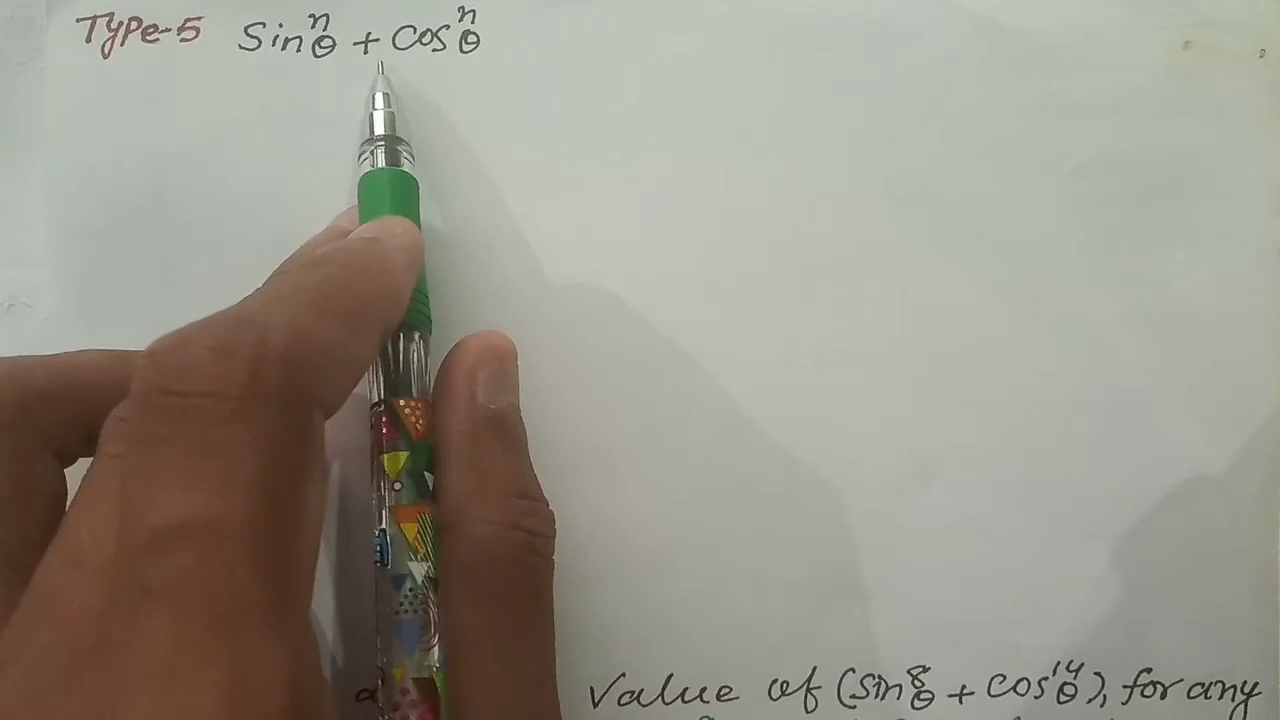 Type-5 Sinⁿθ + Cosⁿθ
Value of (sin⁸θ + cos¹⁴θ), for any